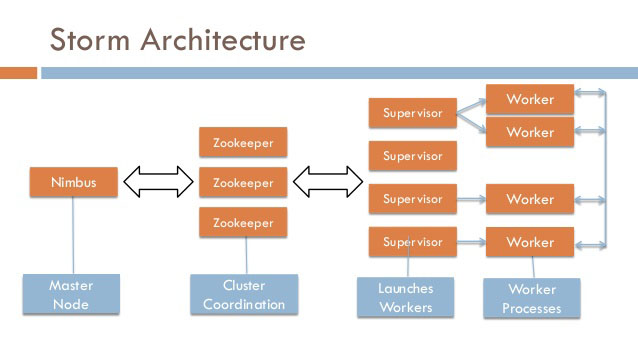 Storm Architecture
Nimbus
Zookeeper
Zookeeper
Zookeeper
Supervisor
Supervisor
Supervisor
Supervisor
Worker
Worker
Worker
Worker
Master
Node
Cluster
Coordination
Launches
Workers
Worker
Processes